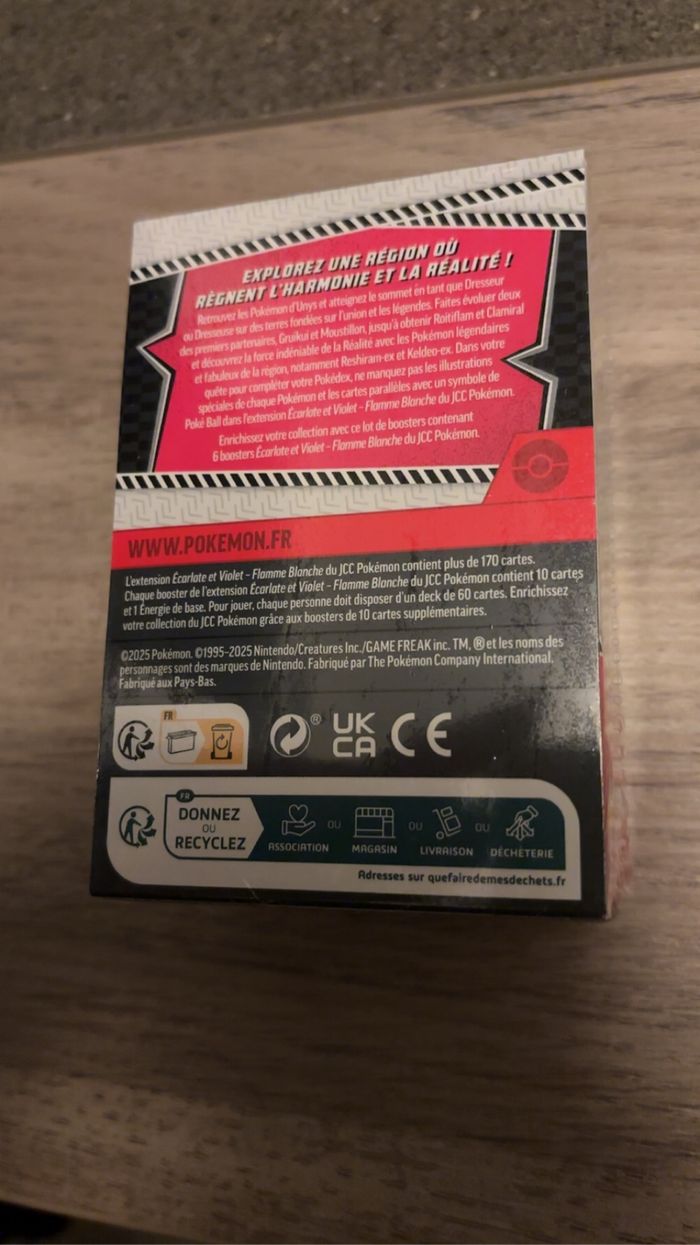 EXPLOREZ UNE RÉGION OÙ
RÈGNENT L'HARMONIE ET LA RÉALITÉ !
Retrouvez les Pokémon d'Unys et atteignez le sommet en tant que Dresseur
ou Dresseuse sur des terres fondées sur l'union et les légendes. Faites évoluer deux
des premiers partenaires, Gruikui et Moustillon, jusqu'à obtenir Roitiflam et Clamiral
et découvrez la force indéniable de la Réalité avec les Pokémon légendaires
et fabuleux de la région, notamment Reshiram-ex et Keldeo-ex. Dans votre
quête pour compléter votre Pokédex, ne manquez pas les illustrations
spéciales de chaque Pokémon et les cartes parallèles avec un symbole de
Poké Ball dans l'extension Écarlate et Violet – Flamme Blanche du JCC Pokémon.
Enrichissez votre collection avec ce lot de boosters contenant
6 boosters Écarlate et Violet – Flamme Blanche du JCC Pokémon.
WWW.POKEMON.FR
L'extension Écarlate et Violet – Flamme Blanche du JCC Pokémon contient plus de 170 cartes.
Chaque booster de l'extension Écarlate et Violet – Flamme Blanche du JCC Pokémon contient 10 cartes
et 1 Énergie de base. Pour jouer, chaque personne doit disposer d'un deck de 60 cartes. Enrichissez
votre collection du JCC Pokémon grâce aux boosters de 10 cartes supplémentaires.
©2025 Pokémon. ©1995–2025 Nintendo/Creatures Inc./GAME FREAK inc. TM, ® et les noms des
personnages sont des marques de Nintendo. Fabriqué par The Pokémon Company International.
Fabriqué aux Pays-Bas.
FR
® UK CA CE
FR
DONNEZ
OU
RECYCLEZ
ASSOCIATION OU MAGASIN OU LIVRAISON OU DÉCHÈTERIE
Adresses sur quefairedemesdechets.fr